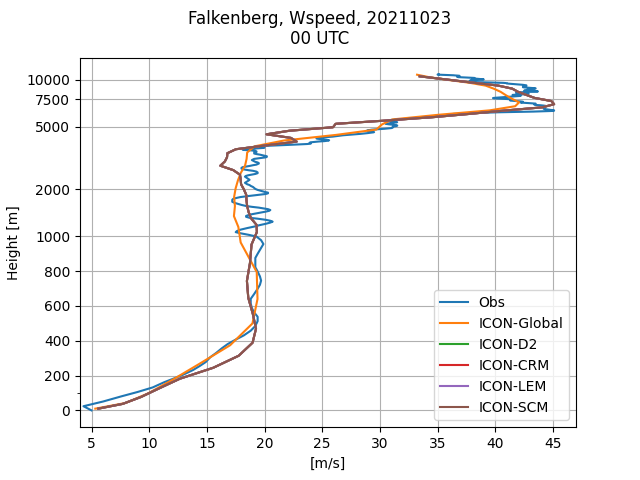 Falkenberg, Wspeed, 20211023
00 UTC
Height [m]
10000
7500
5000
2000
1000
800
600
400
200
0
Obs
ICON-Global
ICON-D2
ICON-CRM
ICON-LEM
ICON-SCM
5 10 15 20 25 30 35 40 45
[m/s]